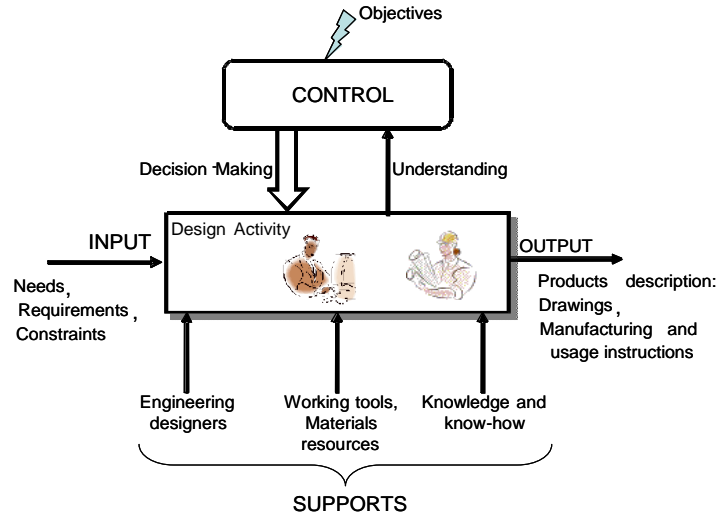 Objectives
CONTROL
Decision-Making
Understanding
Design Activity
INPUT
OUTPUT
Needs,
Requirements,
Constraints
Products description:
Drawings,
Manufacturing and
usage instructions
Engineering
designers
Working tools,
Materials
resources
Knowledge and
know-how
SUPPORTS